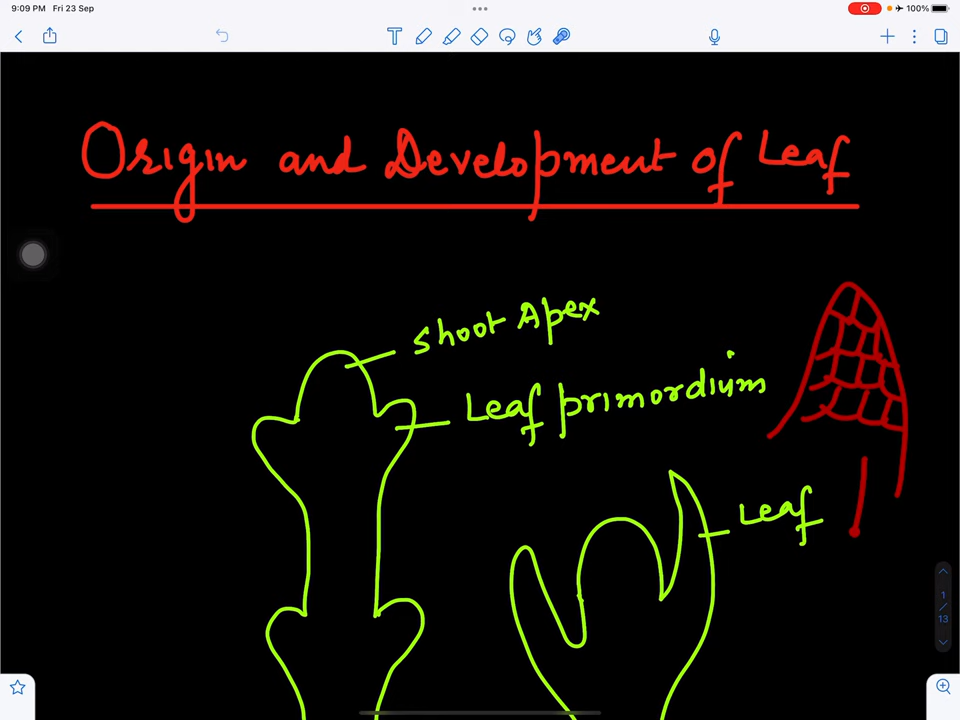 9:09 PM Fri 23 Sep
100%
Origin and Development of Leaf
Shoot Apex
Leaf primordium
Leaf
1
/
13